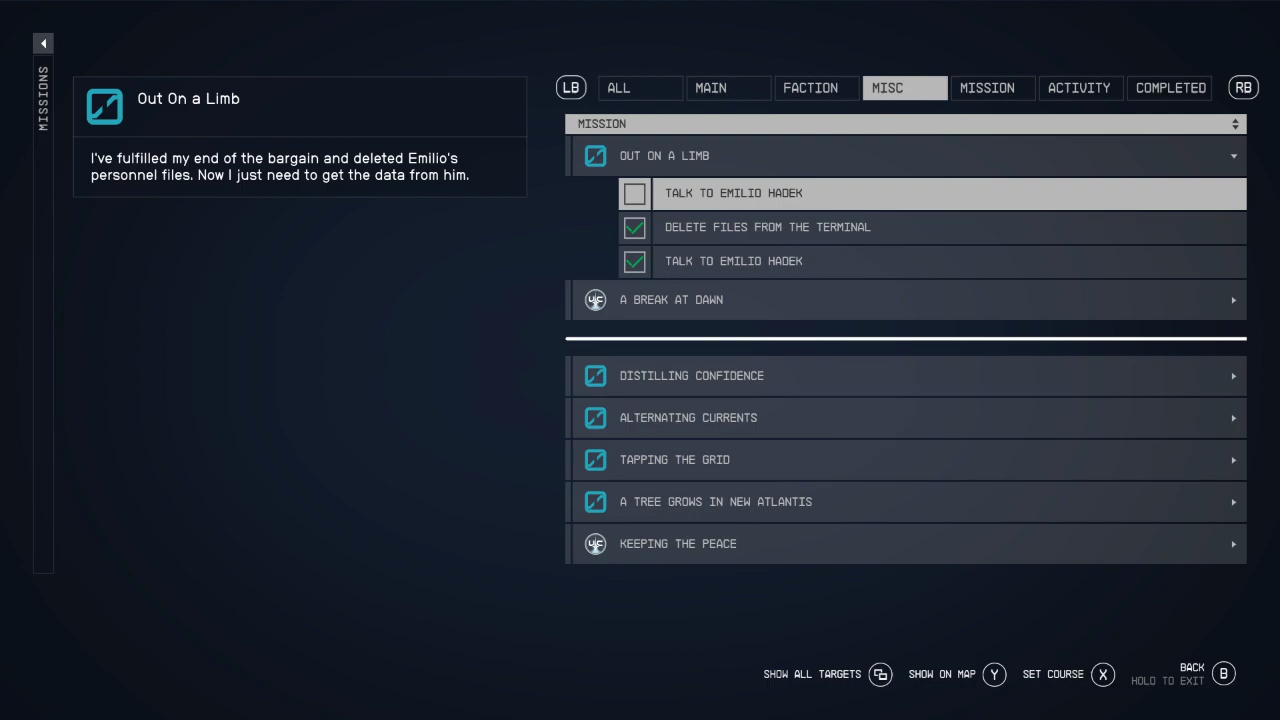 MISSIONS
Out On a Limb
I've fulfilled my end of the bargain and deleted Emilio's
personnel files. Now I just need to get the data from him.
LB ALL MAIN FACTION MISC MISSION ACTIVITY COMPLETED RB
MISSION
OUT ON A LIMB
TALK TO EMILIO HADEK
DELETE FILES FROM THE TERMINAL
TALK TO EMILIO HADEK
UC A BREAK AT DAWN
DISTILLING CONFIDENCE
ALTERNATING CURRENTS
TAPPING THE GRID
A TREE GROWS IN NEW ATLANTIS
UC KEEPING THE PEACE
SHOW ALL TARGETS SHOW ON MAP Y SET COURSE X BACK B
HOLD TO EXIT